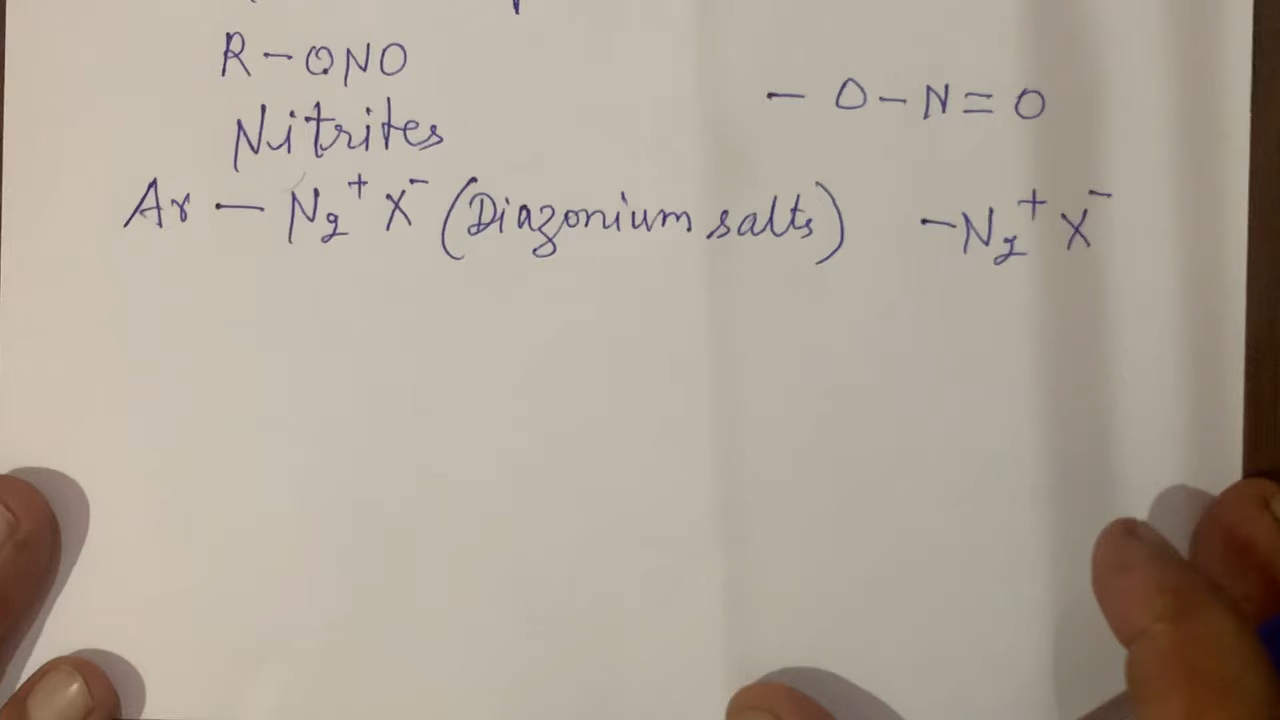 R-ONO
-O-N=O
Nitrites
Ar-N₂⁺X⁻ (Diazonium salts) -N₂⁺X⁻